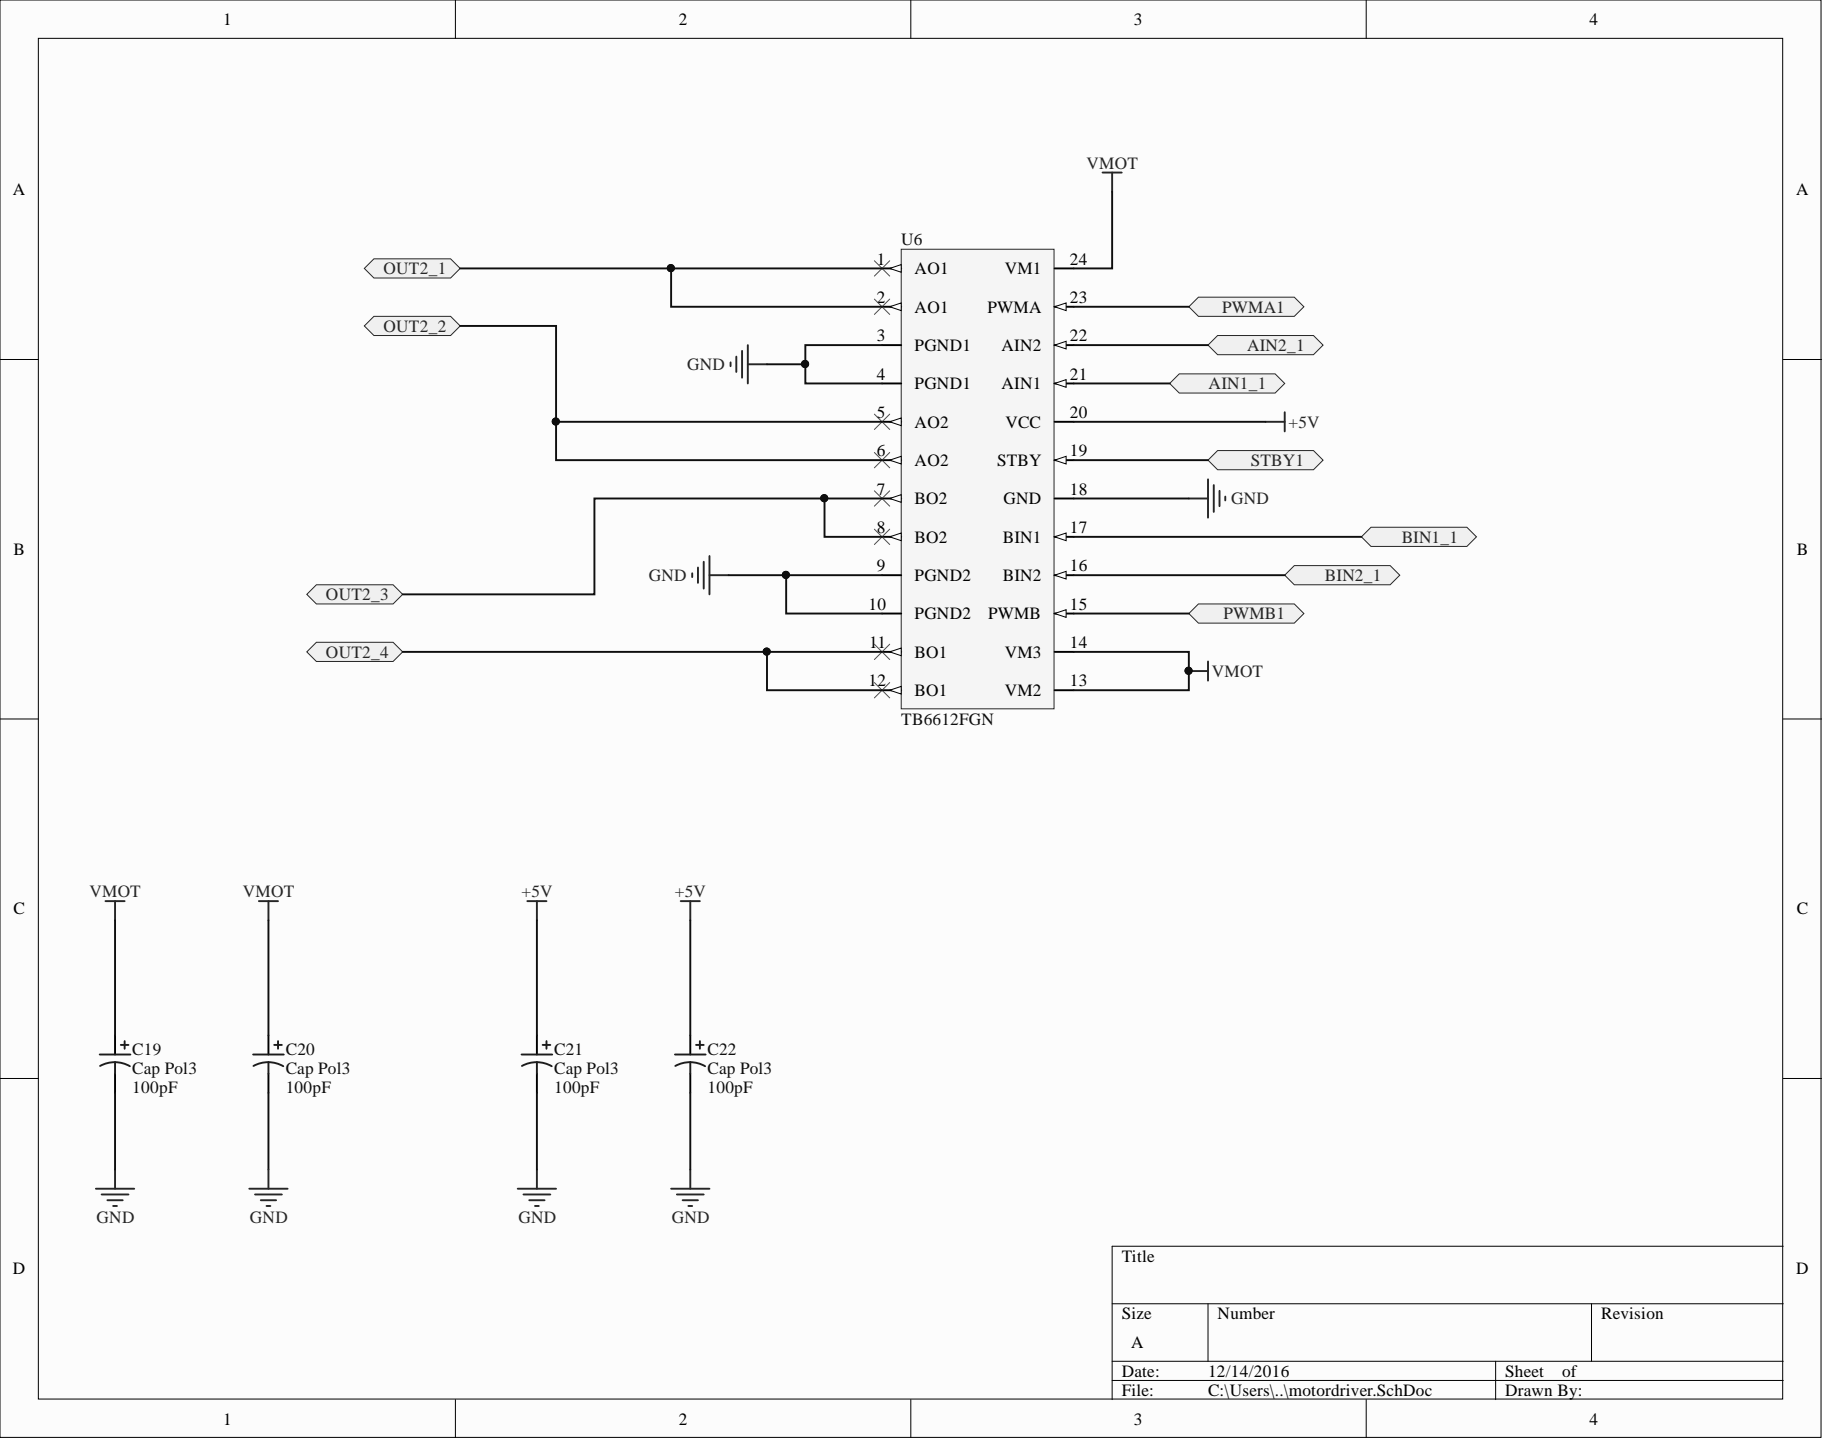 1 2 3 4
A A
B B
C C
D D
VMOT
U6
OUT2_1 1 AO1 VM1 24
2 AO1 PWMA 23 PWMA1
OUT2_2
3 PGND1 AIN2 22 AIN2_1
GND
4 PGND1 AIN1 21 AIN1_1
5 AO2 VCC 20 +5V
6 AO2 STBY 19 STBY1
7 BO2 GND 18 GND
8 BO2 BIN1 17 BIN1_1
GND 9 PGND2 BIN2 16 BIN2_1
OUT2_3
10 PGND2 PWMB 15 PWMB1
OUT2_4 11 BO1 VM3 14
VMOT
12 BO1 VM2 13
TB6612FGN
VMOT VMOT +5V +5V
+ C19 + C20 + C21 + C22
Cap Pol3 Cap Pol3 Cap Pol3 Cap Pol3
100pF 100pF 100pF 100pF
GND GND GND GND
Title
Size Number Revision
A
Date: 12/14/2016 Sheet of
File: C:\Users\..\motordriver.SchDoc Drawn By:
1 2 3 4